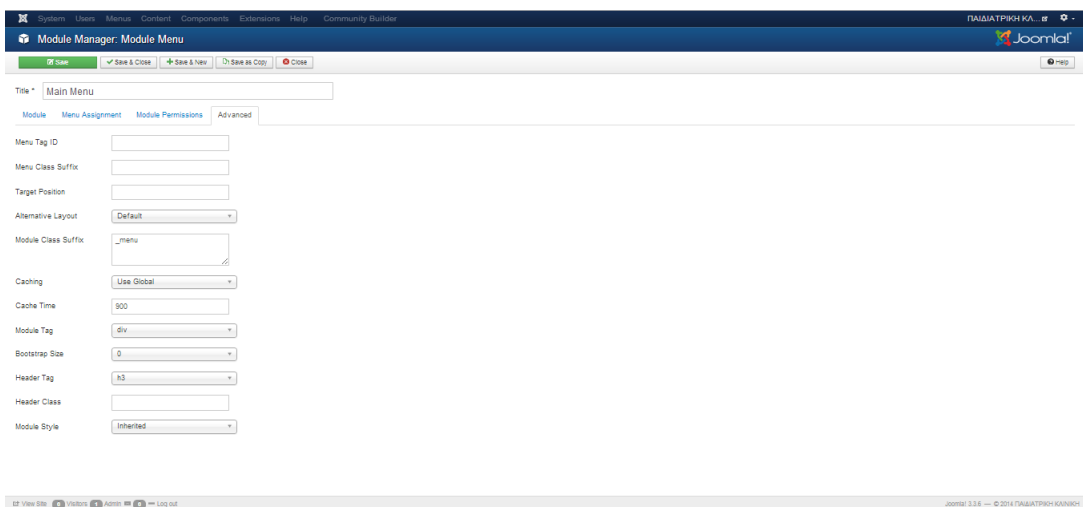 System Users Menus Content Components Extensions Help Community Builder ΠΑΙΔΙΑΤΡΙΚΗ ΚΛ...
Module Manager: Module Menu Joomla!
Save Save & Close Save & New Save as Copy Close Help
Title * Main Menu
Module Menu Assignment Module Permissions Advanced
Menu Tag ID
Menu Class Suffix
Target Position
Alternative Layout Default
Module Class Suffix _menu
Caching Use Global
Cache Time 900
Module Tag div
Bootstrap Size 0
Header Tag h3
Header Class
Module Style Inherited
View Site Visitors 1 Admin Log out Joomla! 3.3.6 — © 2014 ΠΑΙΔΙΑΤΡΙΚΗ ΚΛΙΝΙΚΗ